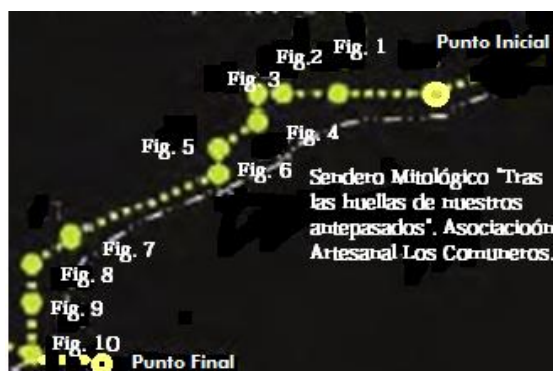 Punto Inicial
Fig. 1
Fig.2
Fig. 3
Fig. 4
Fig. 5
Fig. 6
Sendero Mitológico "Tras
las huellas de nuestros
antepasados". Asociacioón
Artesanal Los Comuneros.
Fig. 7
Fig. 8
Fig. 9
Fig. 10
Punto Final